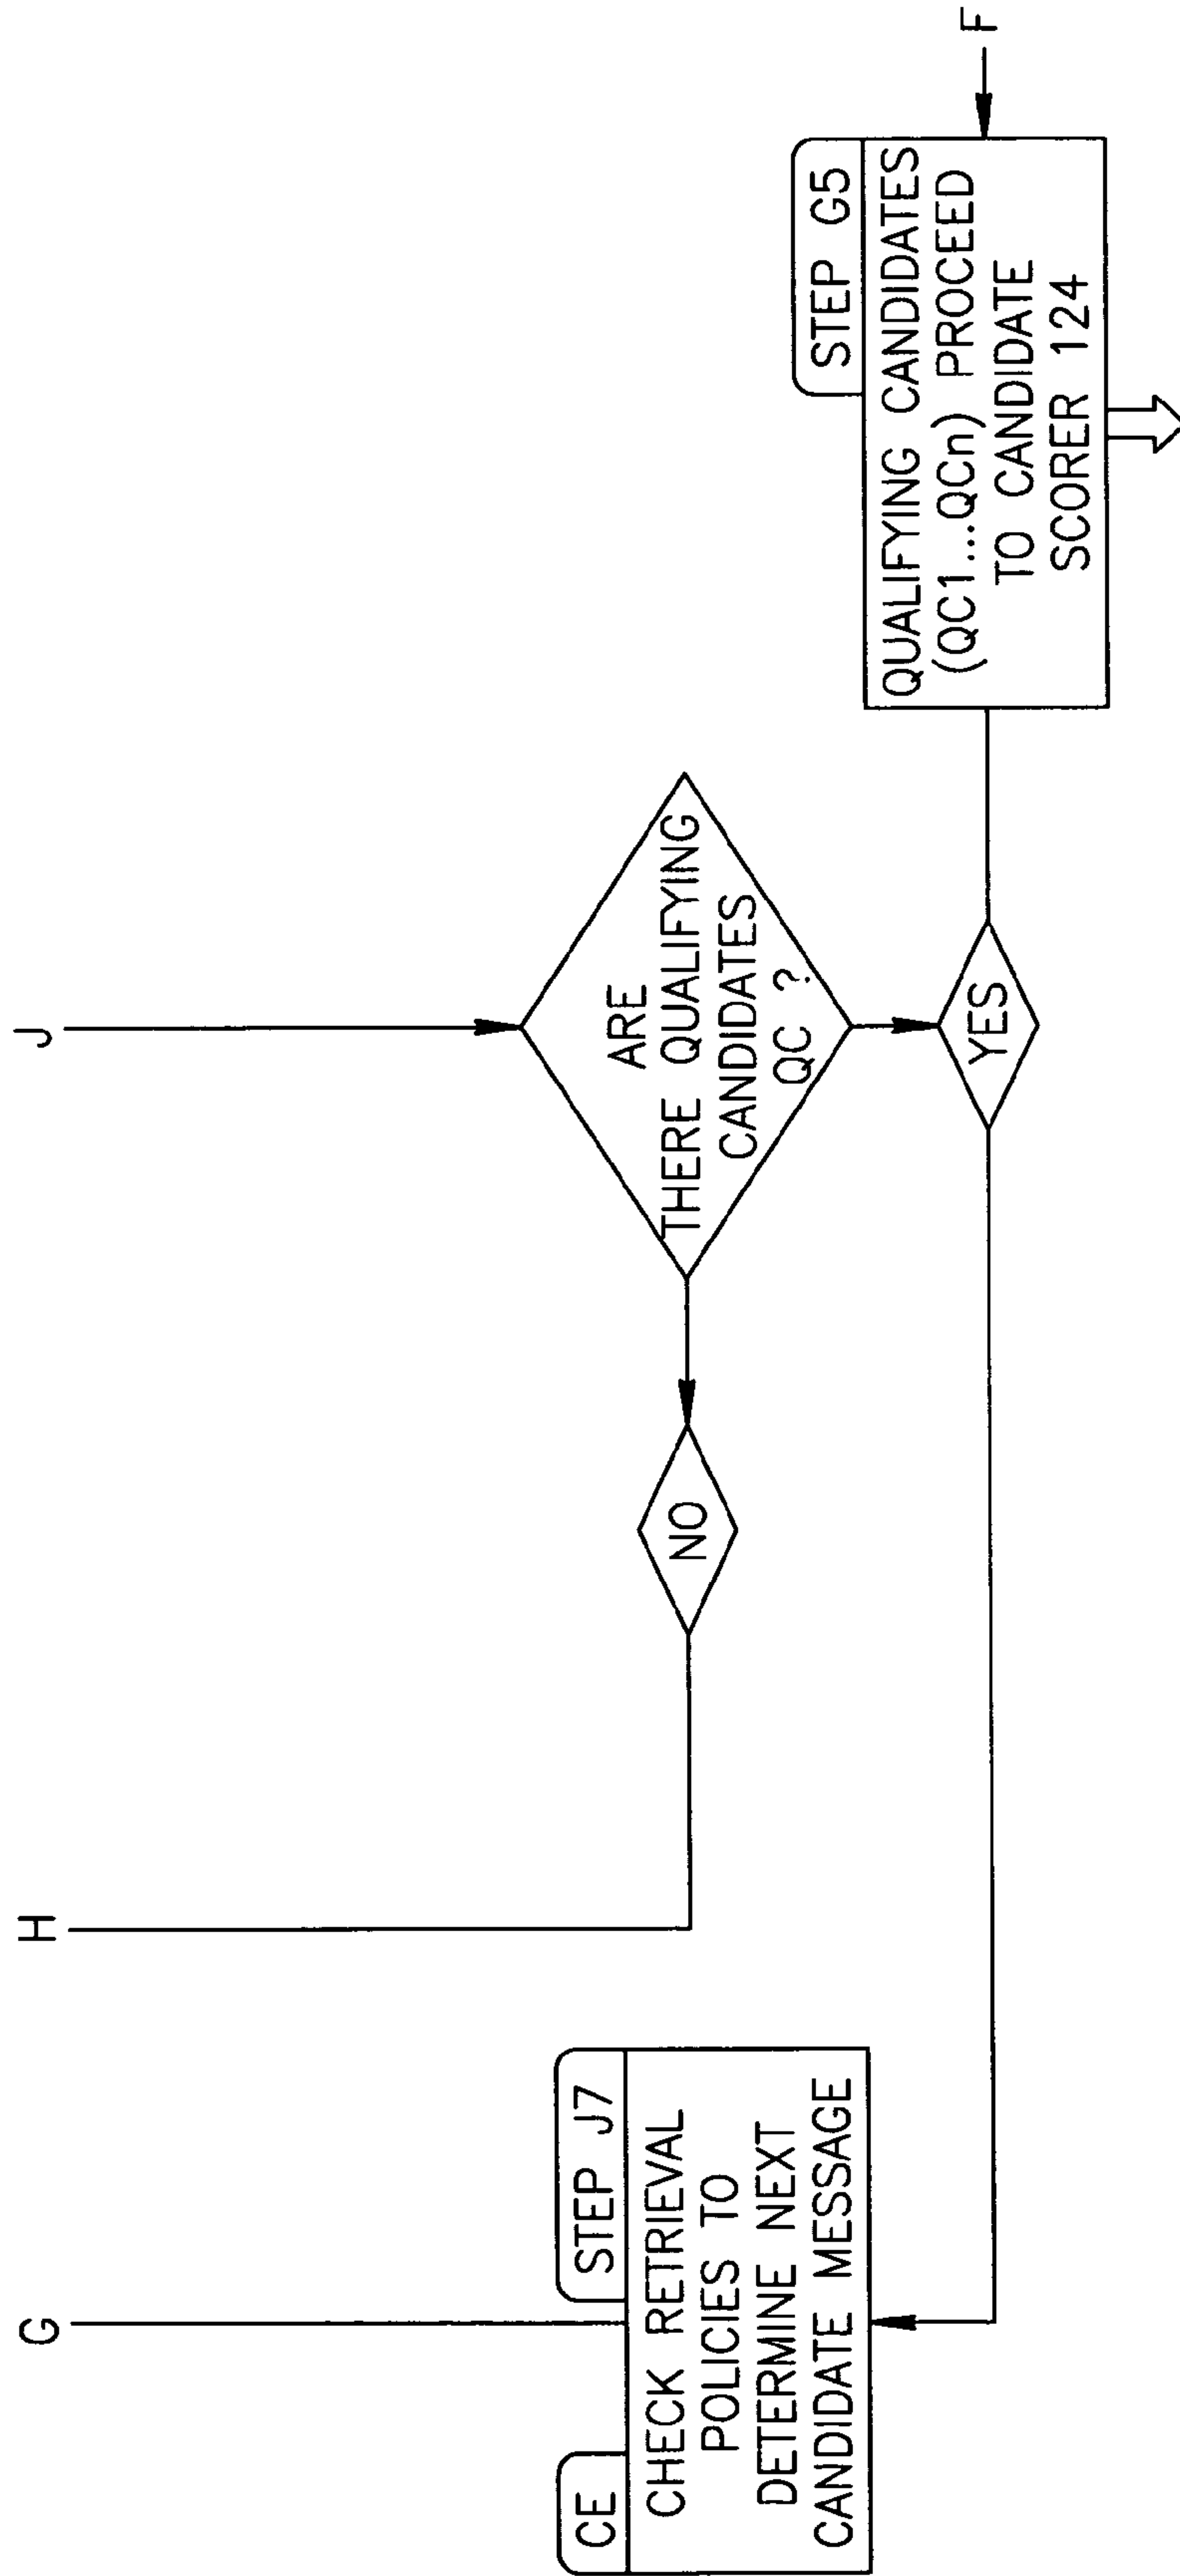 G
H
J
CE
STEP J7
CHECK RETRIEVAL
POLICIES TO
DETERMINE NEXT
CANDIDATE MESSAGE
NO
ARE
THERE QUALIFYING
CANDIDATES
QC ?
YES
STEP G5
QUALIFYING CANDIDATES
(QC1...QCn) PROCEED
TO CANDIDATE
SCORER 124
F